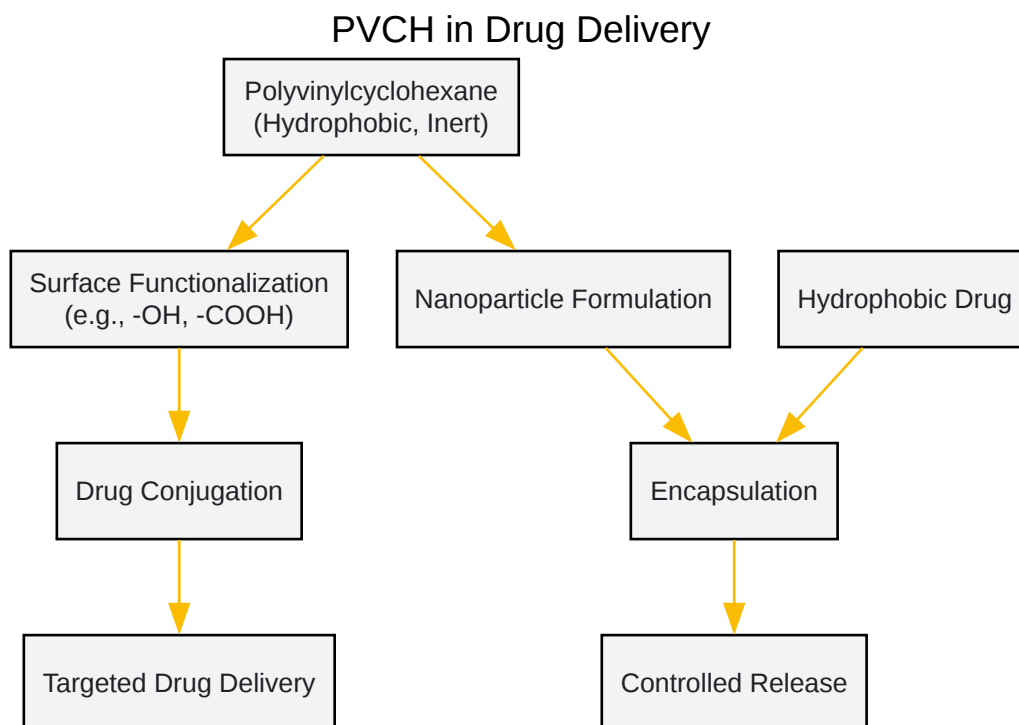 PVCH in Drug Delivery
Polyvinylcyclohexane
(Hydrophobic, Inert)
Surface Functionalization
(e.g., -OH, -COOH)
Nanoparticle Formulation
Hydrophobic Drug
Drug Conjugation
Encapsulation
Targeted Drug Delivery
Controlled Release